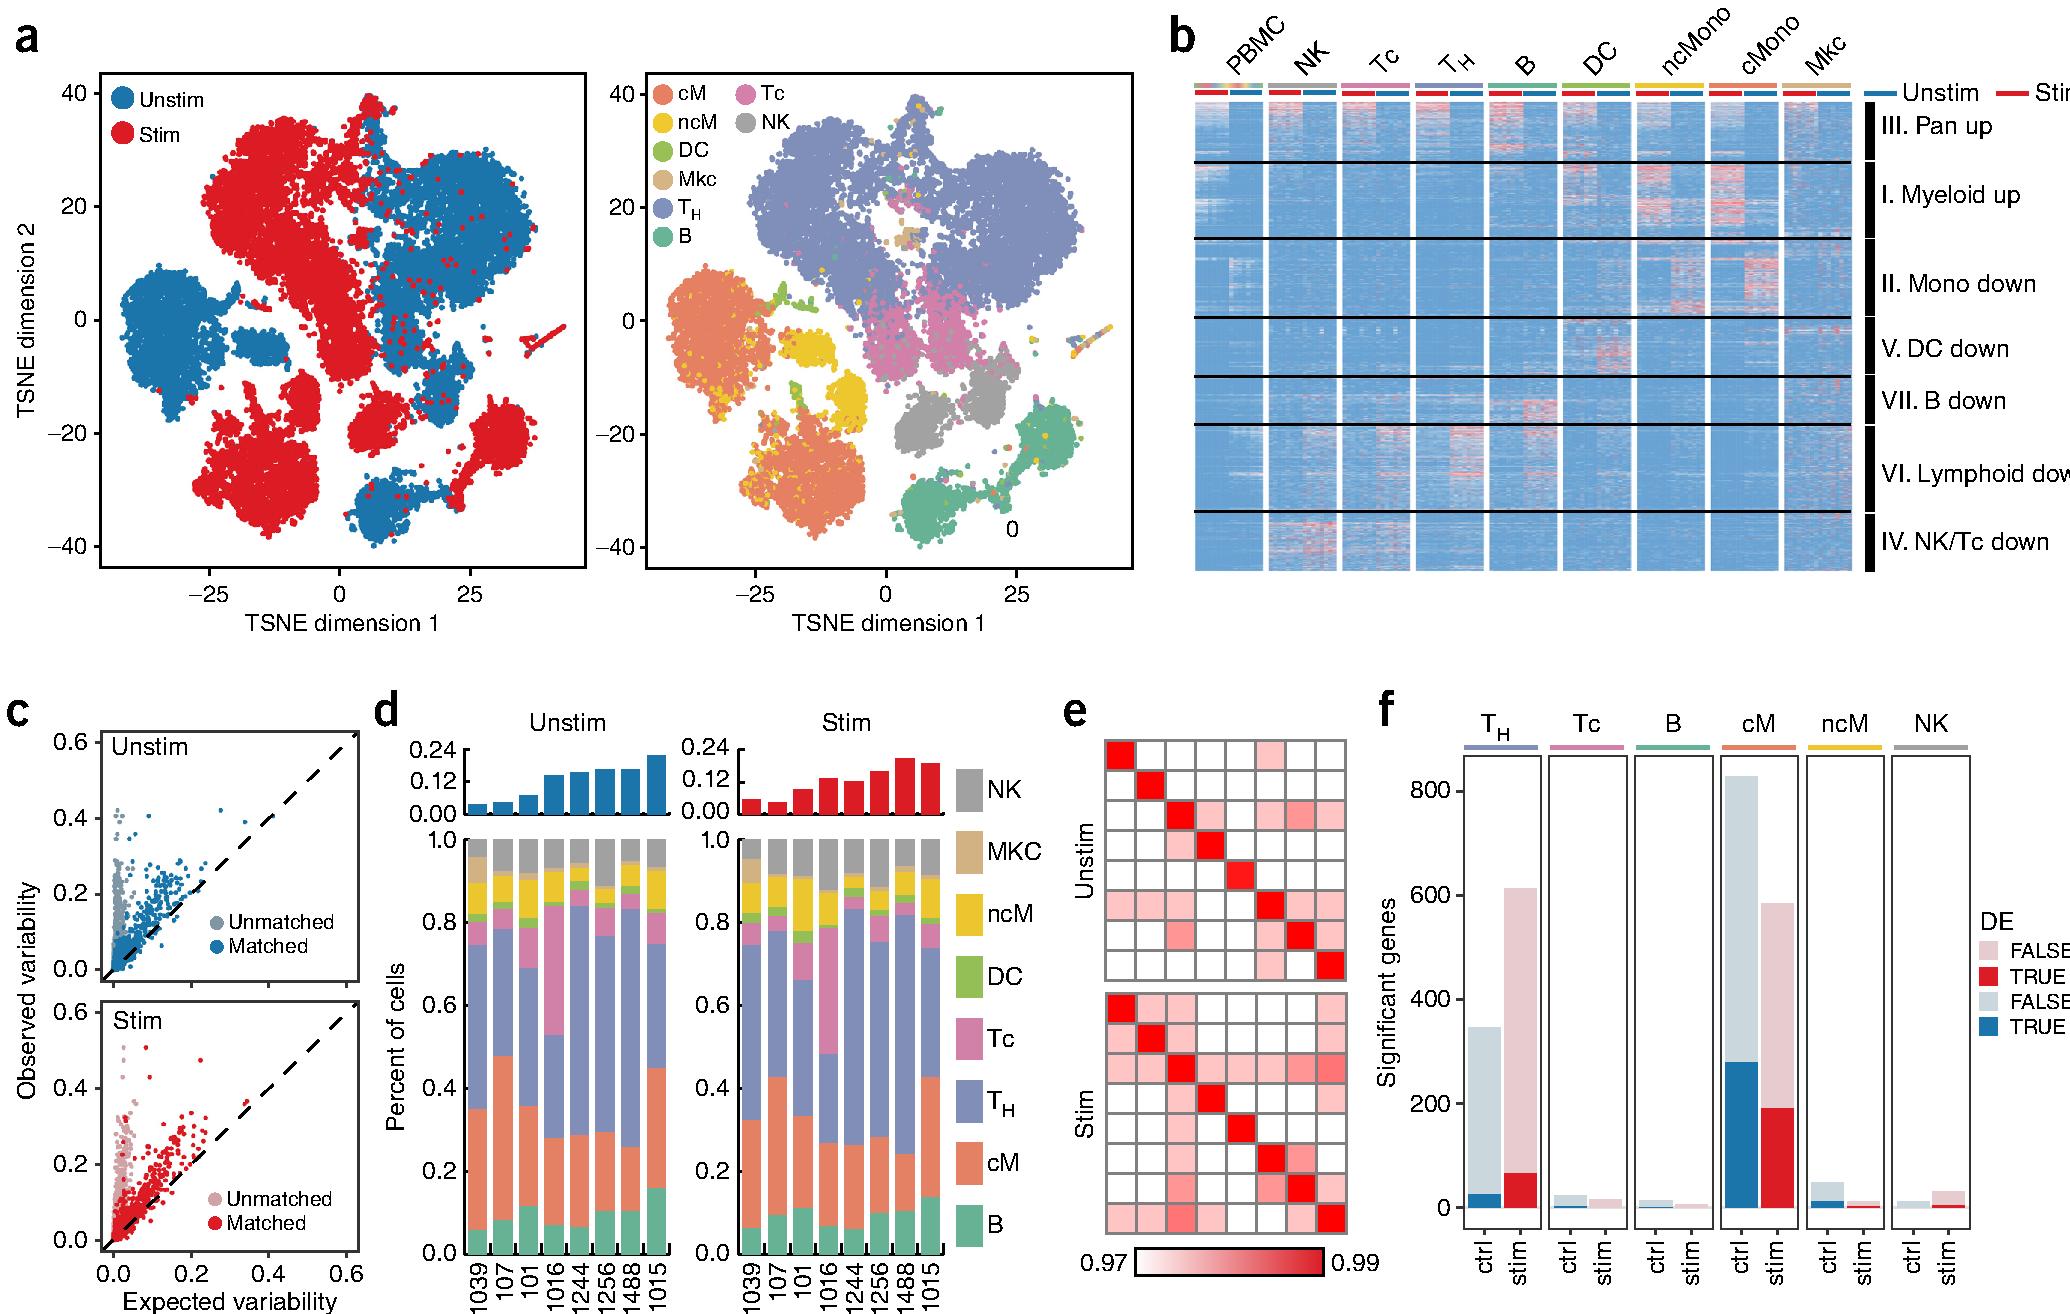 a
40
20
0
−20
−40
TSNE dimension 2
Unstim
Stim
−25
0
25
TSNE dimension 1
40
20
0
−20
−40
cM
ncM
DC
Mkc
TH
B
Tc
NK
0
−25
0
25
TSNE dimension 1
b
PBMC
NK
Tc
TH
B
DC
ncMono
cMono
Mkc
Unstim
Stim
III. Pan up
I. Myeloid up
II. Mono down
V. DC down
VII. B down
VI. Lymphoid dow
IV. NK/Tc down
c
Observed variability
0.6
0.4
0.2
0.0
Unstim
Unmatched
Matched
0.6
0.4
0.2
0.0
Stim
Unmatched
Matched
0.0
0.2
0.4
0.6
Expected variability
d
Unstim
Stim
0.24
0.12
0.00
0.24
0.12
0.00
Percent of cells
1.0
0.8
0.6
0.4
0.2
0.0
1039
107
101
1016
1244
1256
1488
1015
1.0
0.8
0.6
0.4
0.2
0.0
1039
107
101
1016
1244
1256
1488
1015
NK
MKC
ncM
DC
Tc
TH
cM
B
e
Unstim
Stim
0.97
0.99
f
TH
Tc
B
cM
ncM
NK
Significant genes
800
600
400
200
0
ctrl
stim
ctrl
stim
ctrl
stim
ctrl
stim
ctrl
stim
ctrl
stim
DE
FALSE
TRUE
FALSE
TRUE